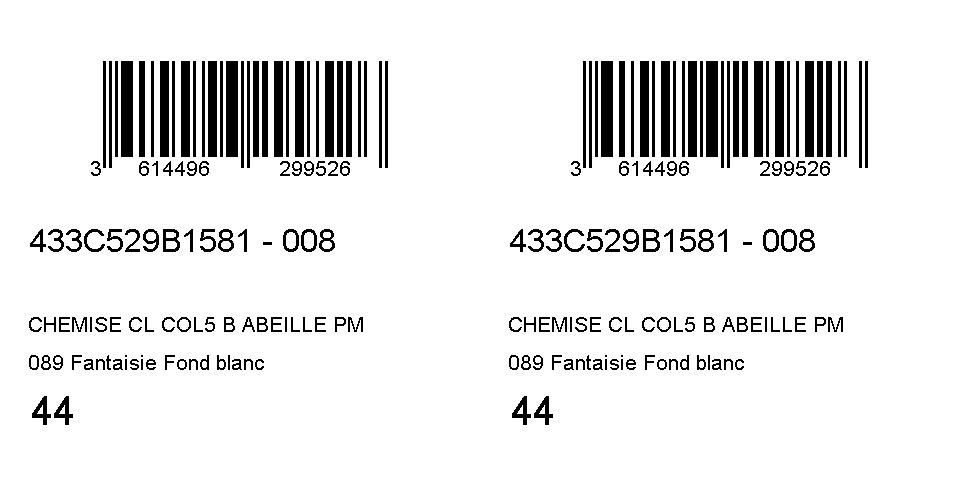 3 614496 299526
433C529B1581 - 008
CHEMISE CL COL5 B ABEILLE PM
089 Fantaisie Fond blanc
44
3 614496 299526
433C529B1581 - 008
CHEMISE CL COL5 B ABEILLE PM
089 Fantaisie Fond blanc
44